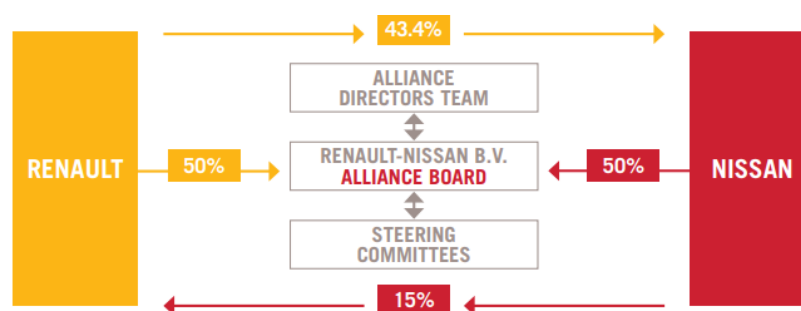 43.4%
ALLIANCE
DIRECTORS TEAM
RENAULT
50%
RENAULT-NISSAN B.V.
ALLIANCE BOARD
50%
NISSAN
STEERING
COMMITTEES
15%